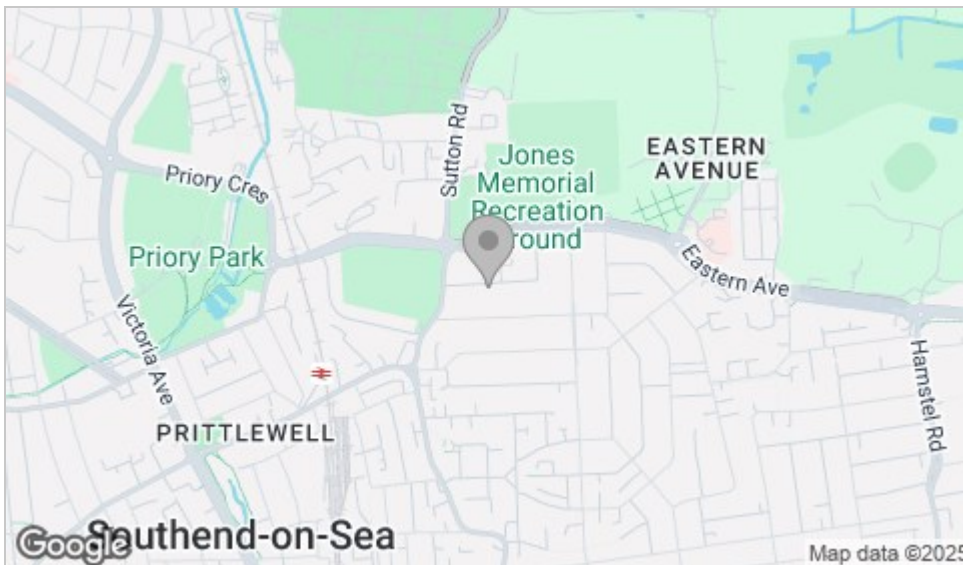 Sutton Rd
Jones
Memorial
Recreation
Ground
EASTERN
AVENUE
Priory Cres
Priory Park
Eastern Ave
Victoria Ave
Hamstel Rd
PRITTLEWELL
Southend-on-Sea
Google
Map data ©2025